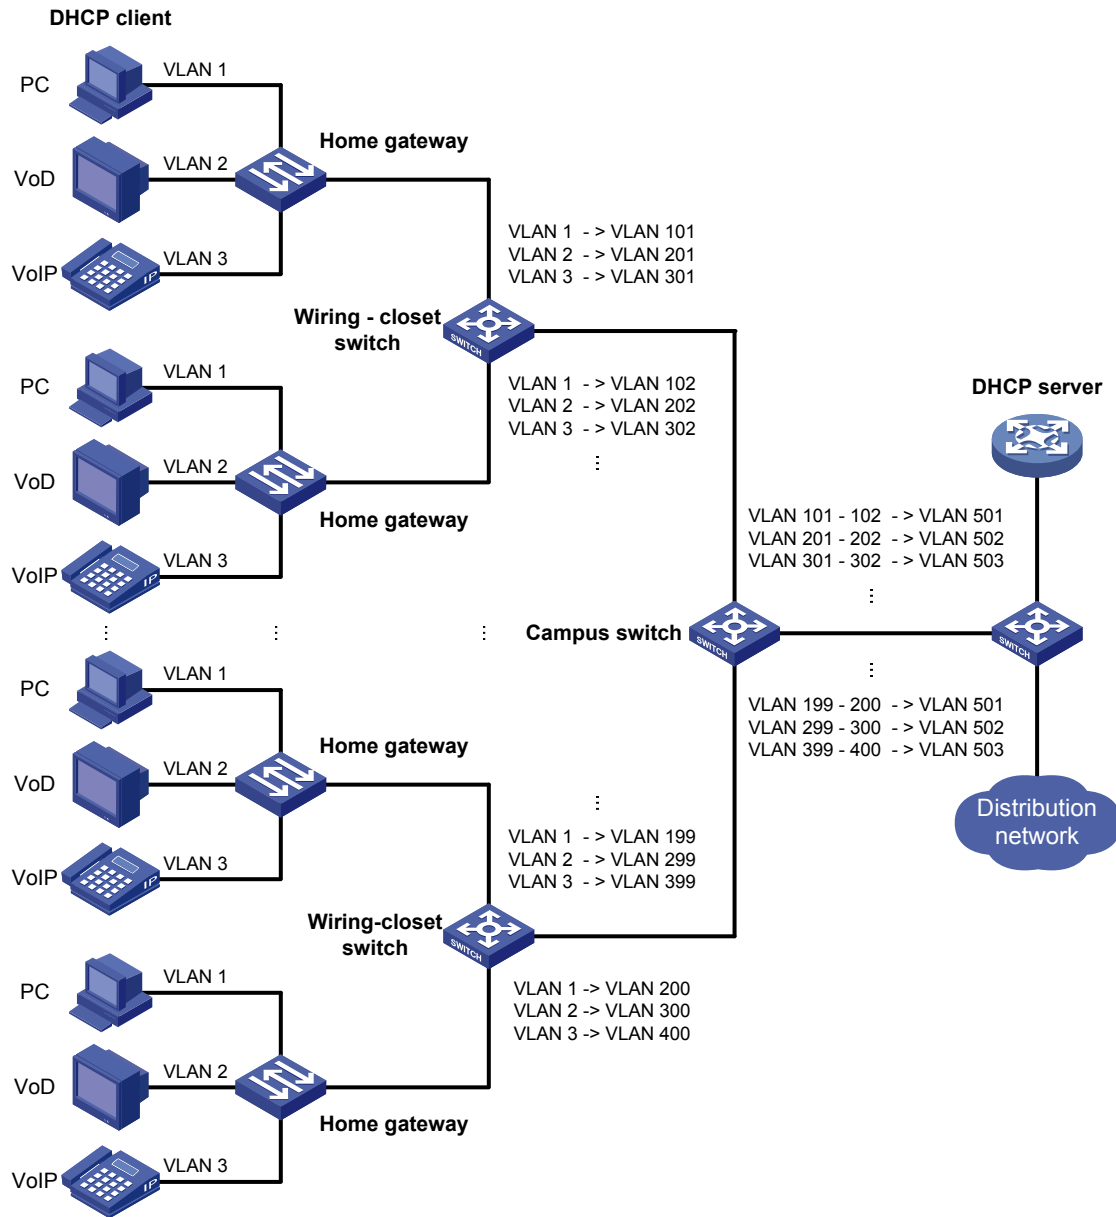 DHCP client
PC
VLAN 1
Home gateway
VoD
VLAN 2
VoIP
VLAN 3
IP
VLAN 1 - > VLAN 101
VLAN 2 - > VLAN 201
VLAN 3 - > VLAN 301
Wiring - closet
switch
SWITCH
PC
VLAN 1
VLAN 1 - > VLAN 102
VLAN 2 - > VLAN 202
VLAN 3 - > VLAN 302
...
DHCP server
VoD
VLAN 2
Home gateway
VoIP
VLAN 3
IP
VLAN 101 - 102 - > VLAN 501
VLAN 201 - 202 - > VLAN 502
VLAN 301 - 302 - > VLAN 503
...
... ... ...
Campus switch
SWITCH
SWITCH
PC
VLAN 1
...
VLAN 199 - 200 - > VLAN 501
VLAN 299 - 300 - > VLAN 502
VLAN 399 - 400 - > VLAN 503
Home gateway
VoD
VLAN 2
Distribution
network
VoIP
VLAN 3
IP
...
VLAN 1 - > VLAN 199
VLAN 2 - > VLAN 299
VLAN 3 - > VLAN 399
Wiring-closet
switch
SWITCH
PC
VLAN 1
VLAN 1 -> VLAN 200
VLAN 2 -> VLAN 300
VLAN 3 -> VLAN 400
VoD
VLAN 2
Home gateway
VoIP
VLAN 3
IP